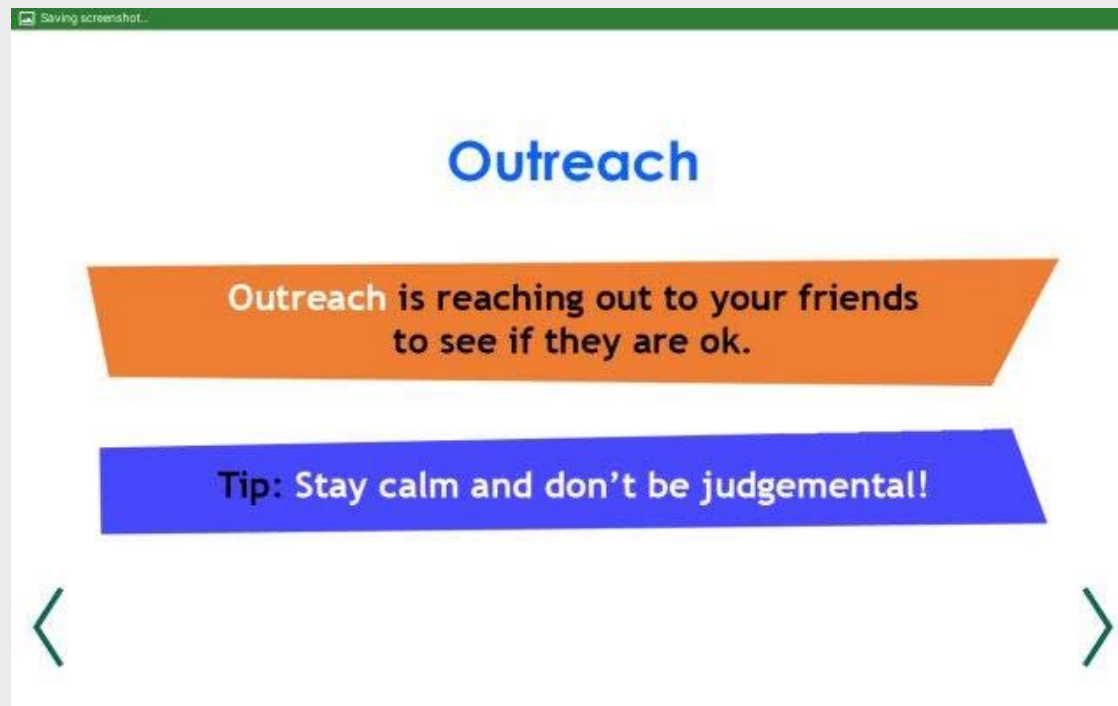 Saving screenshot...
Outreach
Outreach is reaching out to your friends
to see if they are ok.
Tip: Stay calm and don't be judgemental!